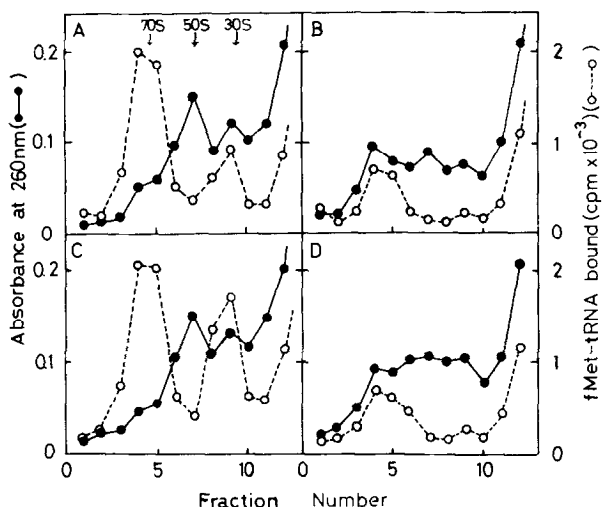 A 70S 50S 30S B
0.2
0.1
0
2
1
0
C D
0.2
0.1
0
2
1
0
0 5 10 0 5 10
Fraction Number
Absorbance at 260nm(●—●)
fMet-tRNA bound(cpm x10⁻³)(○---○)